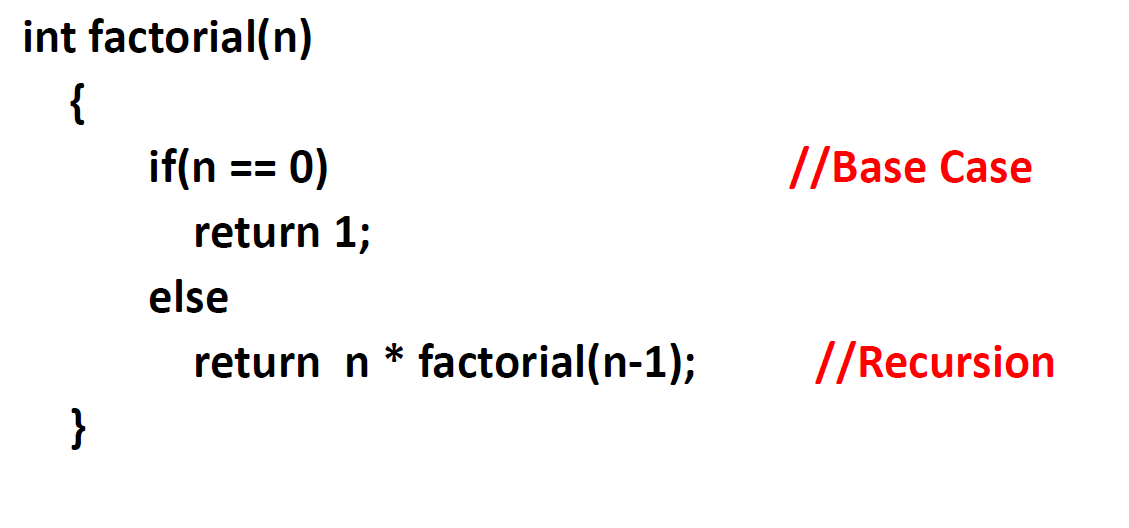 int factorial(n)
{
if(n == 0) //Base Case
return 1;
else
return n * factorial(n-1); //Recursion
}